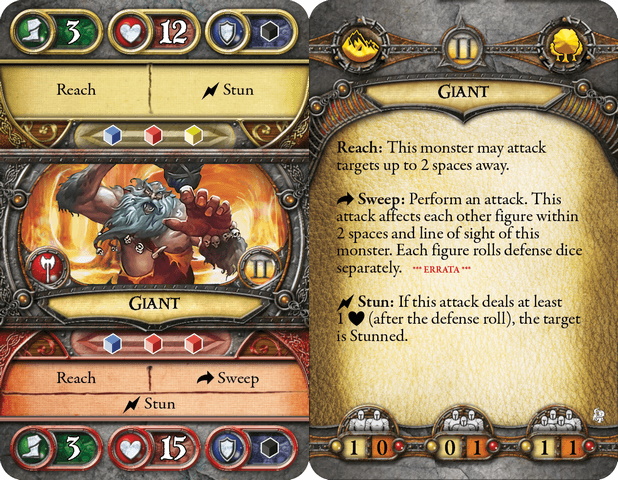 3 12
Reach Stun
II
GIANT
Reach Sweep
Stun
3 15
II
GIANT
Reach: This monster may attack
targets up to 2 spaces away.
Sweep: Perform an attack. This
attack affects each other figure within
2 spaces and line of sight of this
monster. Each figure rolls defense dice
separately. *** ERRATA ***
Stun: If this attack deals at least
1 (after the defense roll), the target
is Stunned.
1 0 0 1 1 1